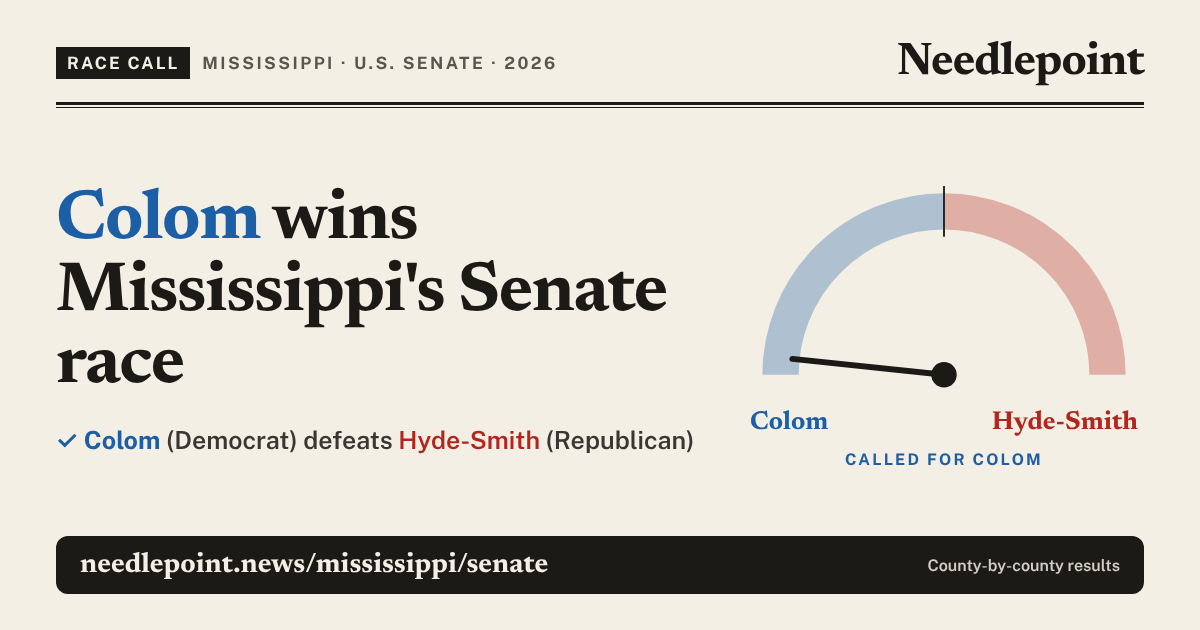 RACE CALL MISSISSIPPI · U.S. SENATE · 2026
Needlepoint
Colom wins
Mississippi's Senate
race
✓ Colom (Democrat) defeats Hyde-Smith (Republican)
Colom
Hyde-Smith
CALLED FOR COLOM
needlepoint.news/mississippi/senate
County-by-county results